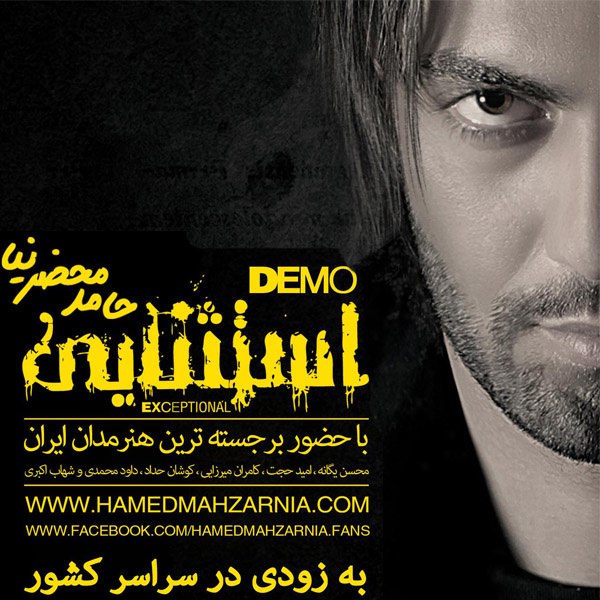 DEMO
حامد محضرنیا
استثنایی
EXCEPTIONAL
با حضور برجسته ترین هنرمدان ایران
محسن یگانه ، امید حجت ، کامران میرزایی ، کوشان حداد ، داود محمدی و شهاب اکبری
WWW.HAMEDMAHZARNIA.COM
WWW.FACEBOOK.COM/HAMEDMAHZARNIA.FANS
به زودی در سراسر کشور